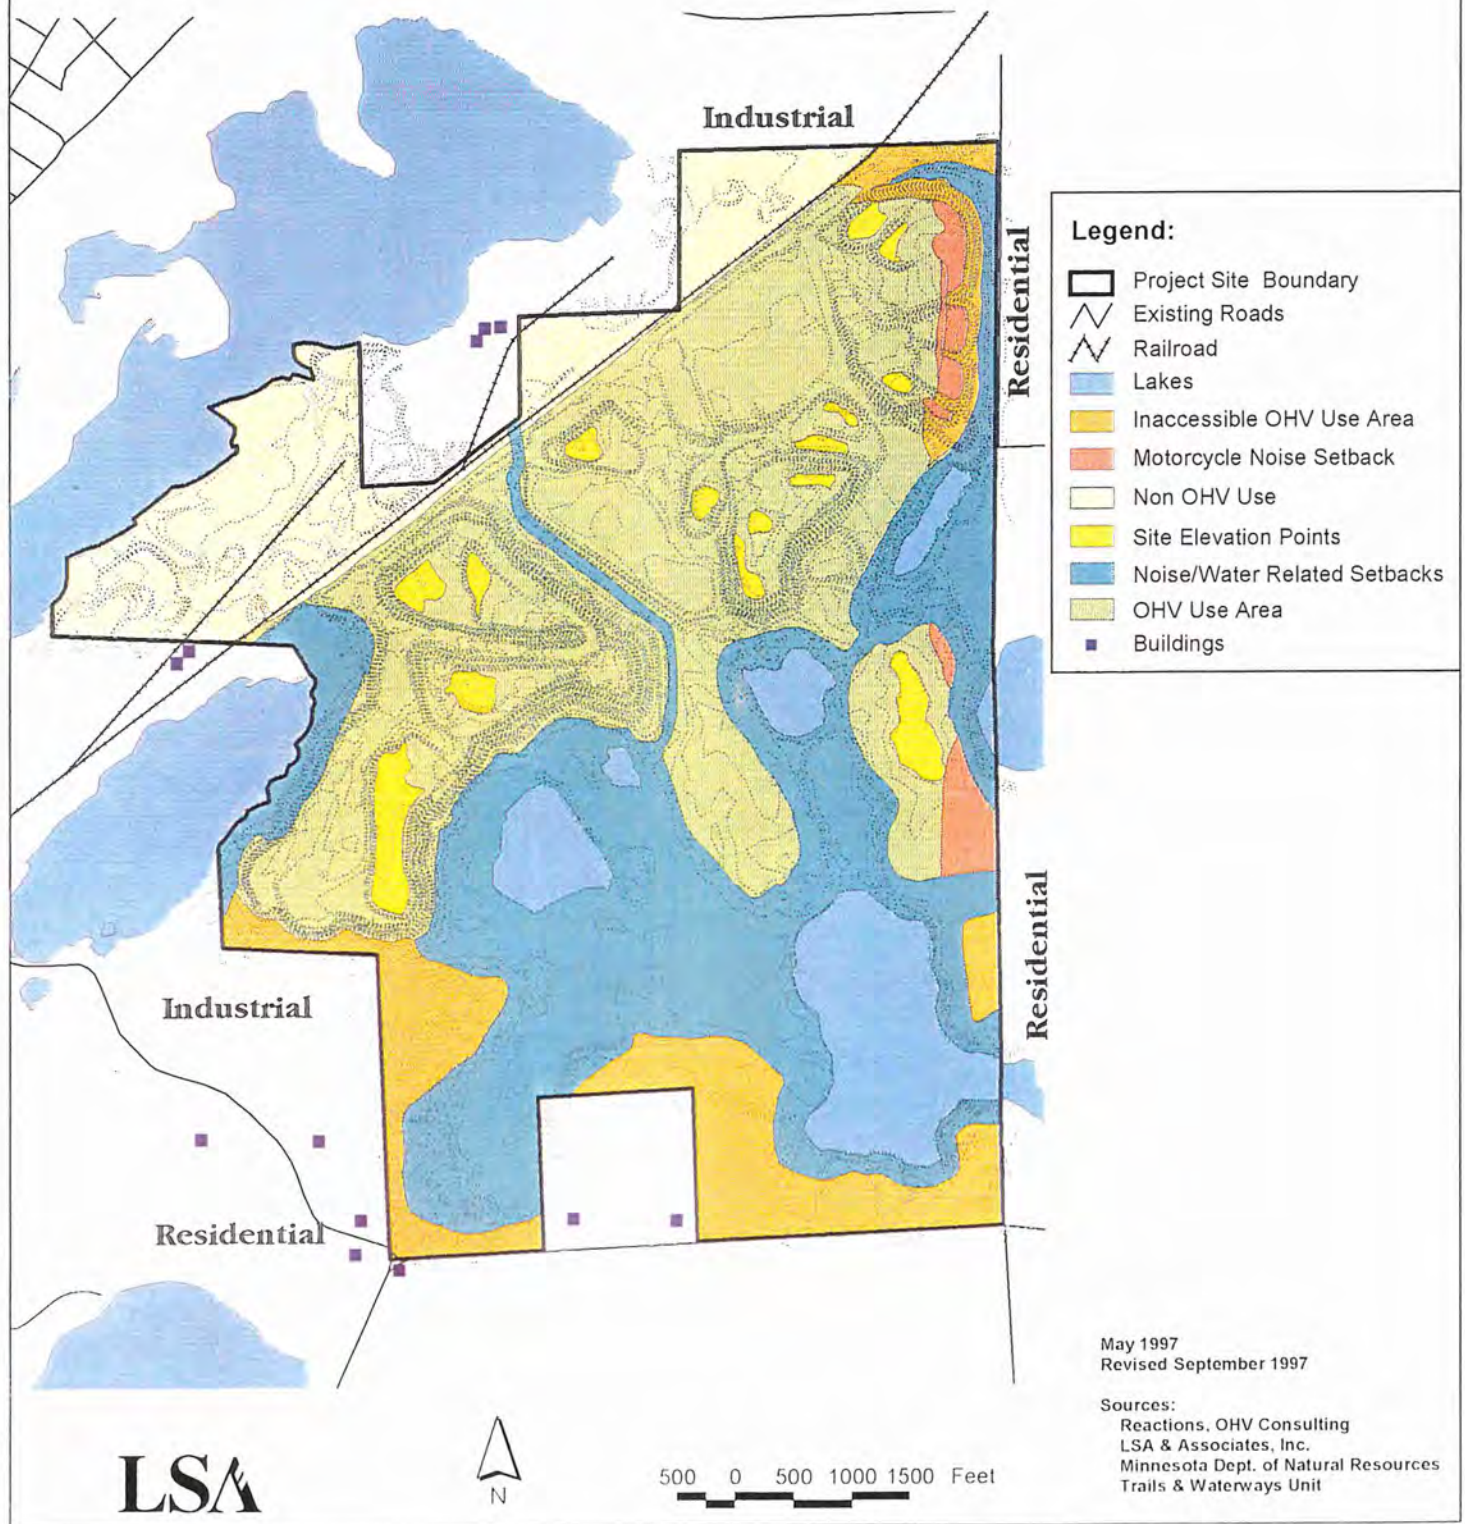 Industrial
Residential
Legend:
Project Site Boundary
Existing Roads
Railroad
Lakes
Inaccessible OHV Use Area
Motorcycle Noise Setback
Non OHV Use
Site Elevation Points
Noise/Water Related Setbacks
OHV Use Area
Buildings
Residential
Industrial
Residential
May 1997
Revised September 1997
Sources:
Reactions, OHV Consulting
LSA & Associates, Inc.
Minnesota Dept. of Natural Resources
Trails & Waterways Unit
LSA
N
500 0 500 1000 1500 Feet